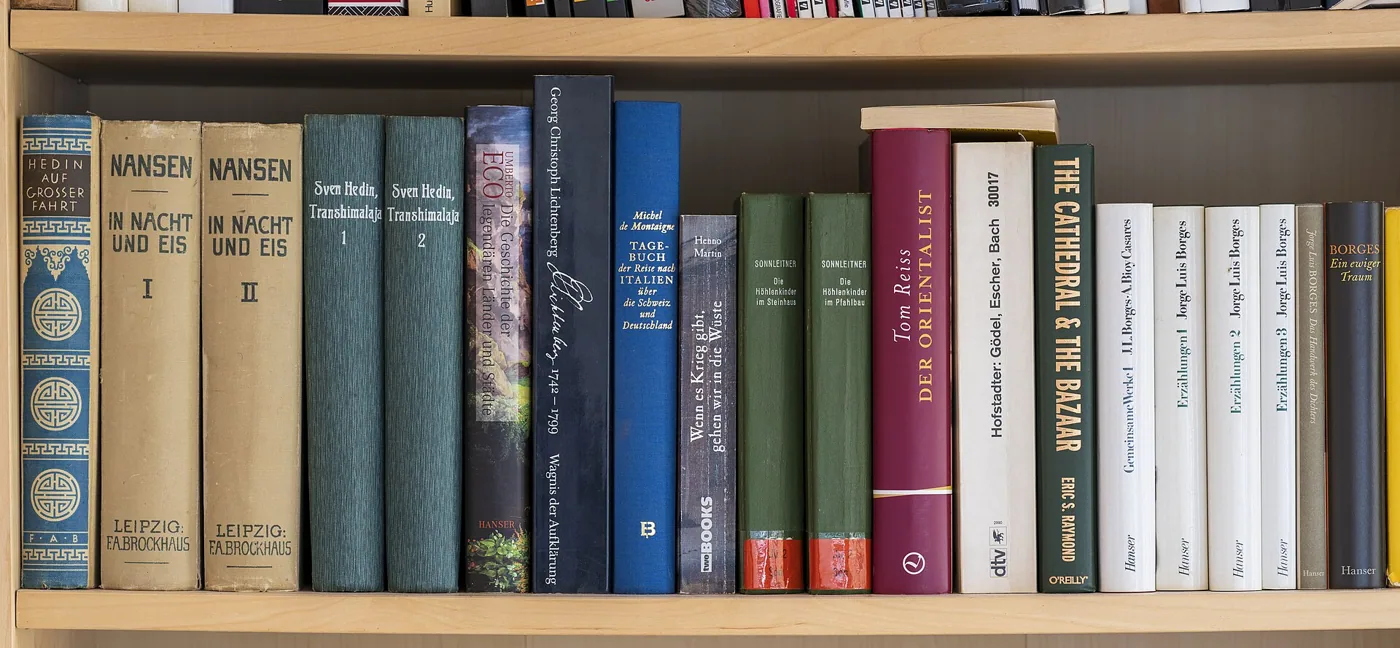 HEDIN
AUF
GROSSER
FAHRT
F·A·B
NANSEN
IN NACHT
UND EIS
I
LEIPZIG:
F.A.BROCKHAUS
NANSEN
IN NACHT
UND EIS
II
LEIPZIG:
F.A.BROCKHAUS
Sven Hedin,
Transhimalaja
1
Sven Hedin,
Transhimalaja
2
UMBERTO
ECO
Die Geschichte der
legendären Länder und Städte
HANSER
Georg Christoph Lichtenberg
1742 – 1799
Wagnis der Aufklärung
Michel
de Montaigne
TAGE-
BUCH
der Reise nach
ITALIEN
über
die Schweiz
und
Deutschland
B
Henno
Martin
Wenn es Krieg gibt,
gehen wir in die Wüste
two BOOKS
SONNLEITNER
Die
Höhlenkinder
im Steinhaus
SONNLEITNER
Die
Höhlenkinder
im Pfahlbau
Tom Reiss
DER ORIENTALIST
Hofstadter: Gödel, Escher, Bach 30017
dtv
THE CATHEDRAL & THE BAZAAR
ERIC S. RAYMOND
O'REILLY
J.L.Borges·A.Bioy Casares
Gemeinsame Werke 1
Hanser
Jorge Luis Borges
Erzählungen 1
Hanser
Jorge Luis Borges
Erzählungen 2
Hanser
Jorge Luis Borges
Erzählungen 3
Hanser
Jorge Luis BORGES Das Handwerk des Dichters
Hanser
BORGES
Ein ewiger
Traum
Hanser